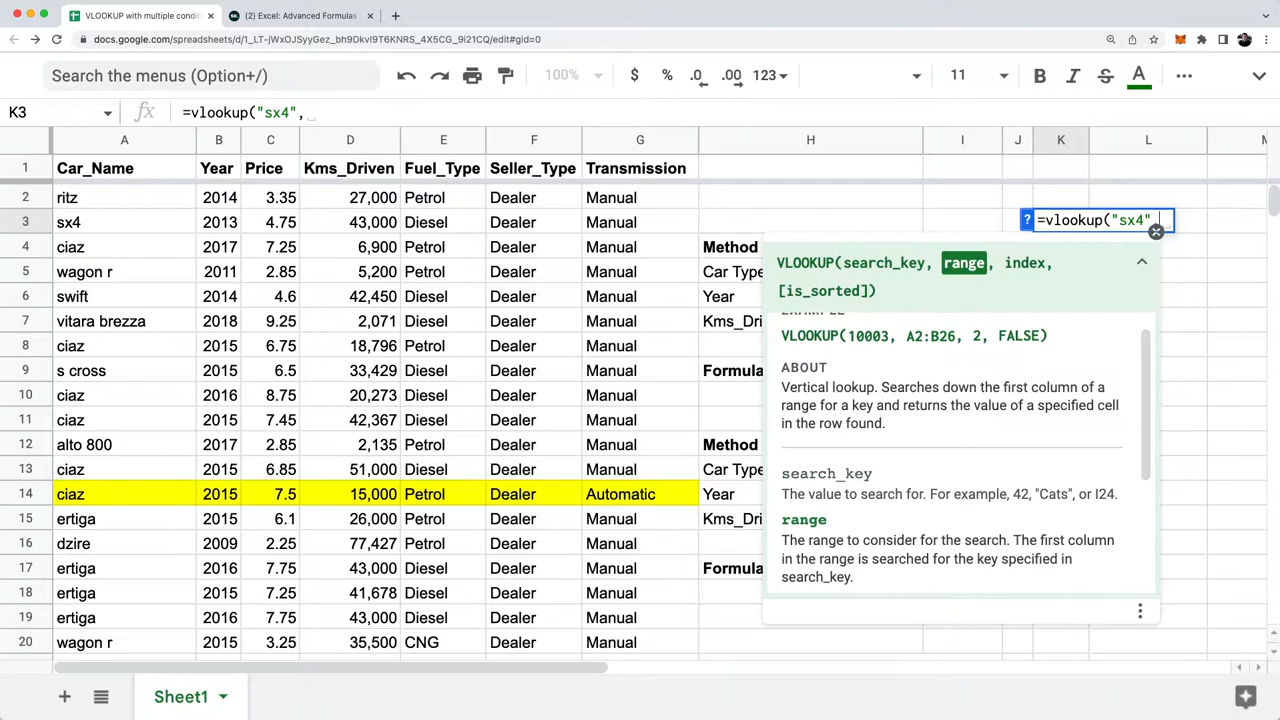 VLOOKUP with multiple conditi
(2) Excel: Advanced Formulas
docs.google.com/spreadsheets/d/1_LT-jWxOJSyyGez_bh9Dkvl9T6KNRS_4X5CG_9i21CQ/edit#gid=0
Search the menus (Option+/)
100%
$ % .0 .00 123
11
B I S A
K3
fx
=vlookup("sx4",
A B C D E F G H I J K L M
1 Car_Name Year Price Kms_Driven Fuel_Type Seller_Type Transmission
2 ritz 2014 3.35 27,000 Petrol Dealer Manual
3 sx4 2013 4.75 43,000 Diesel Dealer Manual
? =vlookup("sx4",
4 ciaz 2017 7.25 6,900 Petrol Dealer Manual Method
5 wagon r 2011 2.85 5,200 Petrol Dealer Manual Car Type
6 swift 2014 4.6 42,450 Diesel Dealer Manual Year
7 vitara brezza 2018 9.25 2,071 Diesel Dealer Manual Kms_Dri
8 ciaz 2015 6.75 18,796 Petrol Dealer Manual
9 s cross 2015 6.5 33,429 Diesel Dealer Manual Formula
10 ciaz 2016 8.75 20,273 Diesel Dealer Manual
11 ciaz 2015 7.45 42,367 Diesel Dealer Manual
12 alto 800 2017 2.85 2,135 Petrol Dealer Manual Method
13 ciaz 2015 6.85 51,000 Diesel Dealer Manual Car Type
14 ciaz 2015 7.5 15,000 Petrol Dealer Automatic Year
15 ertiga 2015 6.1 26,000 Petrol Dealer Manual Kms_Dri
16 dzire 2009 2.25 77,427 Petrol Dealer Manual
17 ertiga 2016 7.75 43,000 Diesel Dealer Manual Formula
18 ertiga 2015 7.25 41,678 Diesel Dealer Manual
19 ertiga 2016 7.75 43,000 Diesel Dealer Manual
20 wagon r 2015 3.25 35,500 CNG Dealer Manual
VLOOKUP(search_key, range, index,
[is_sorted])
EXAMPLE
VLOOKUP(10003, A2:B26, 2, FALSE)
ABOUT
Vertical lookup. Searches down the first column of a
range for a key and returns the value of a specified cell
in the row found.
search_key
The value to search for. For example, 42, "Cats", or I24.
range
The range to consider for the search. The first column
in the range is searched for the key specified in
search_key.
Sheet1